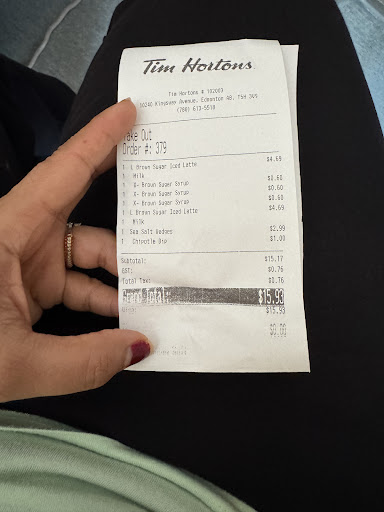 Tim Hortons
Tim Hortons # 102003
10240 Kingsway Avenue, Edmonton AB, T5H 3V9
(780) 613-5510
Take Out
Order #: 379
1 L Brown Sugar Iced Latte $4.69
1 Milk
1 X- Brown Sugar Syrup $0.60
1 X- Brown Sugar Syrup $0.60
1 X- Brown Sugar Syrup $0.60
1 L Brown Sugar Iced Latte $4.69
1 Milk
1 Sea Salt Wedges $2.99
1 Chipotle Dip $1.00
Subtotal: $15.17
GST: $0.76
Total Tax: $0.76
Grand Total: $15.93
$15.93
$0.00